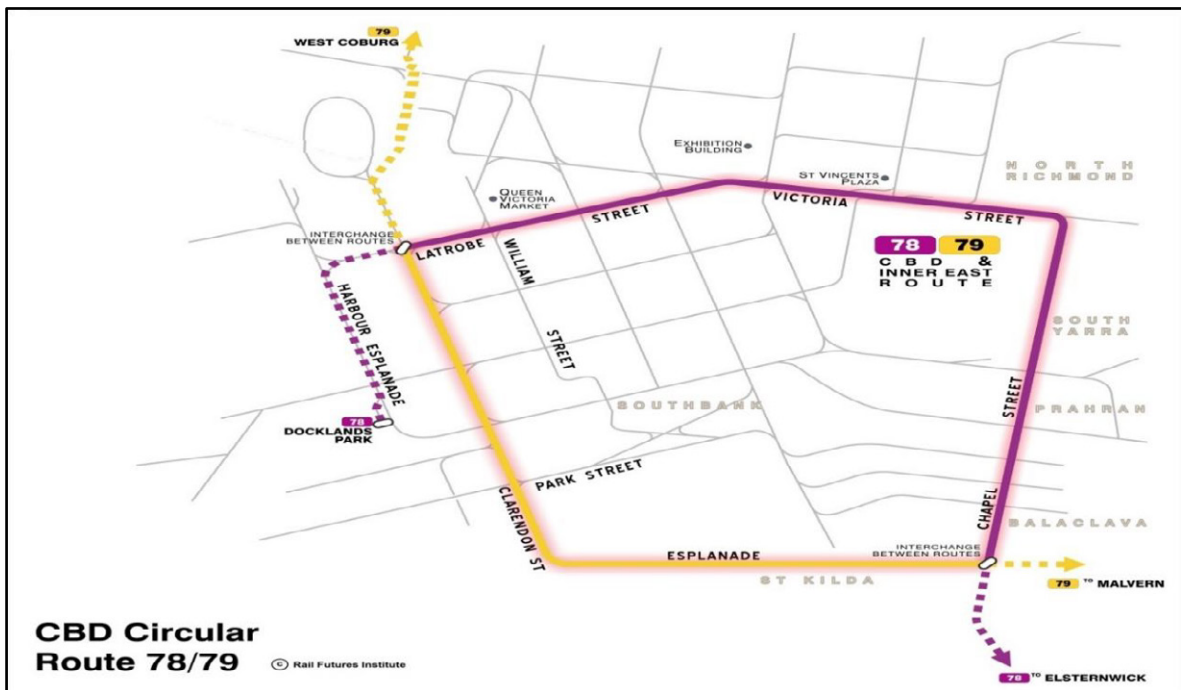 79
WEST COBURG
EXHIBITION
BUILDING
ST VINCENTS
PLAZA
NORTH
RICHMOND
QUEEN
VICTORIA
MARKET
INTERCHANGE
BETWEEN ROUTES
LATROBE
STREET
VICTORIA
STREET
78 79
CBD &
INNER EAST
ROUTE
WILLIAM
STREET
HARBOUR ESPLANADE
SOUTH
YARRA
78
DOCKLANDS
PARK
SOUTHBANK
STREET
PRAHRAN
PARK STREET
CLARENDON ST
CHAPEL
BALACLAVA
ESPLANADE
INTERCHANGE
BETWEEN ROUTES
ST KILDA
79 TO MALVERN
CBD Circular
Route 78/79 © Rail Futures Institute
78 TO ELSTERNWICK